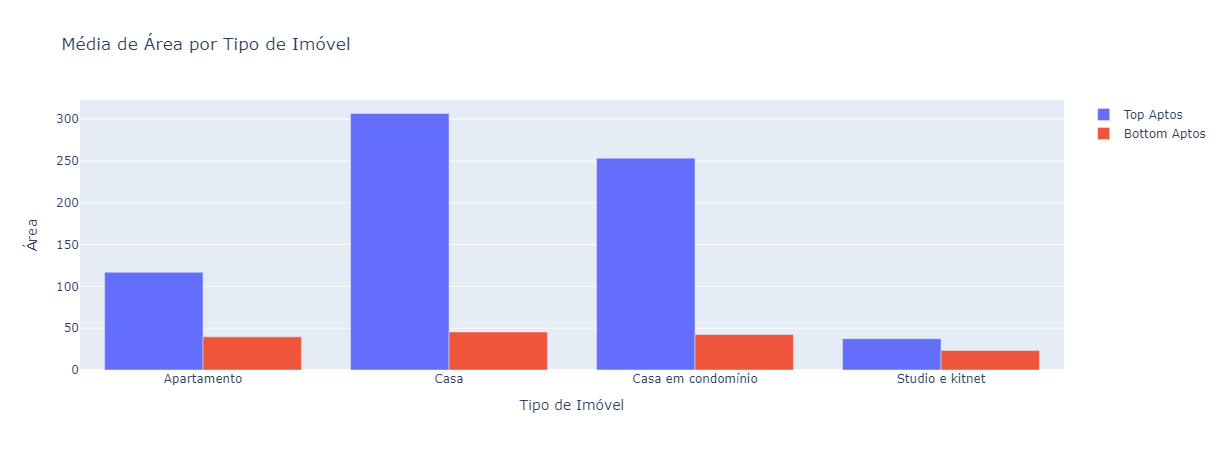 Média de Área por Tipo de Imóvel
Top Aptos
Bottom Aptos
Área
300
250
200
150
100
50
0
Apartamento
Casa
Casa em condomínio
Studio e kitnet
Tipo de Imóvel